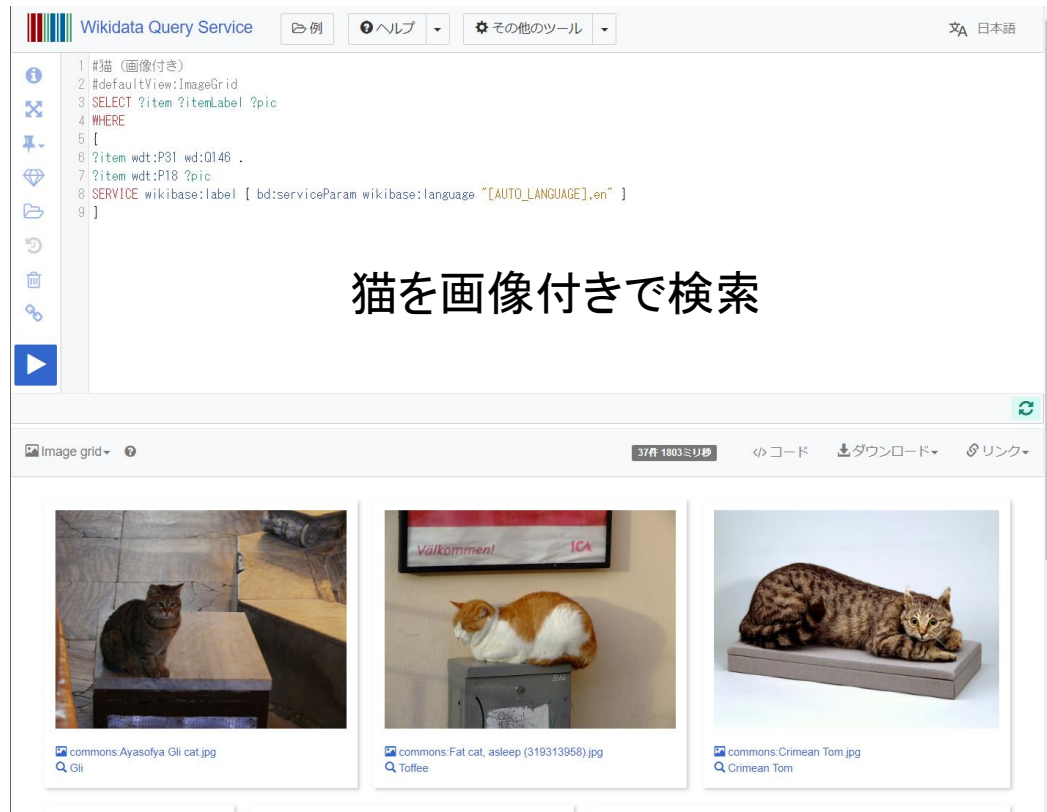 Wikidata Query Service 例 ヘルプ その他のツール 日本語
1 #猫 (画像付き)
2 #defaultView:ImageGrid
3 SELECT ?item ?itemLabel ?pic
4 WHERE
5 [
6 ?item wdt:P31 wd:Q146 .
7 ?item wdt:P18 ?pic
8 SERVICE wikibase:label [ bd:serviceParam wikibase:language "[AUTO_LANGUAGE],en" ]
9 ]
猫を画像付きで検索
Image grid 37件 1803ミリ秒 </> コード ダウンロード リンク
Välkommen! ICA
commons:Ayasofya Gli cat.jpg
Gli
commons:Fat cat, asleep (319313958).jpg
Toffee
commons:Crimean Tom.jpg
Crimean Tom